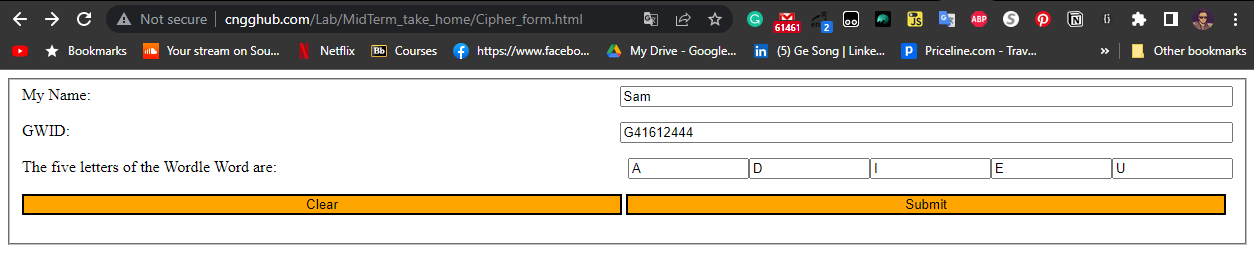 Not secure | cngghub.com/Lab/MidTerm_take_home/Cipher_form.html
61461 2 JS ABP
Bookmarks Your stream on Sou... Netflix Bb Courses https://www.facebo... My Drive - Google... in (5) Ge Song | Linke... Priceline.com - Trav... » Other bookmarks
My Name: Sam
GWID: G41612444
The five letters of the Wordle Word are: A D I E U
Clear Submit